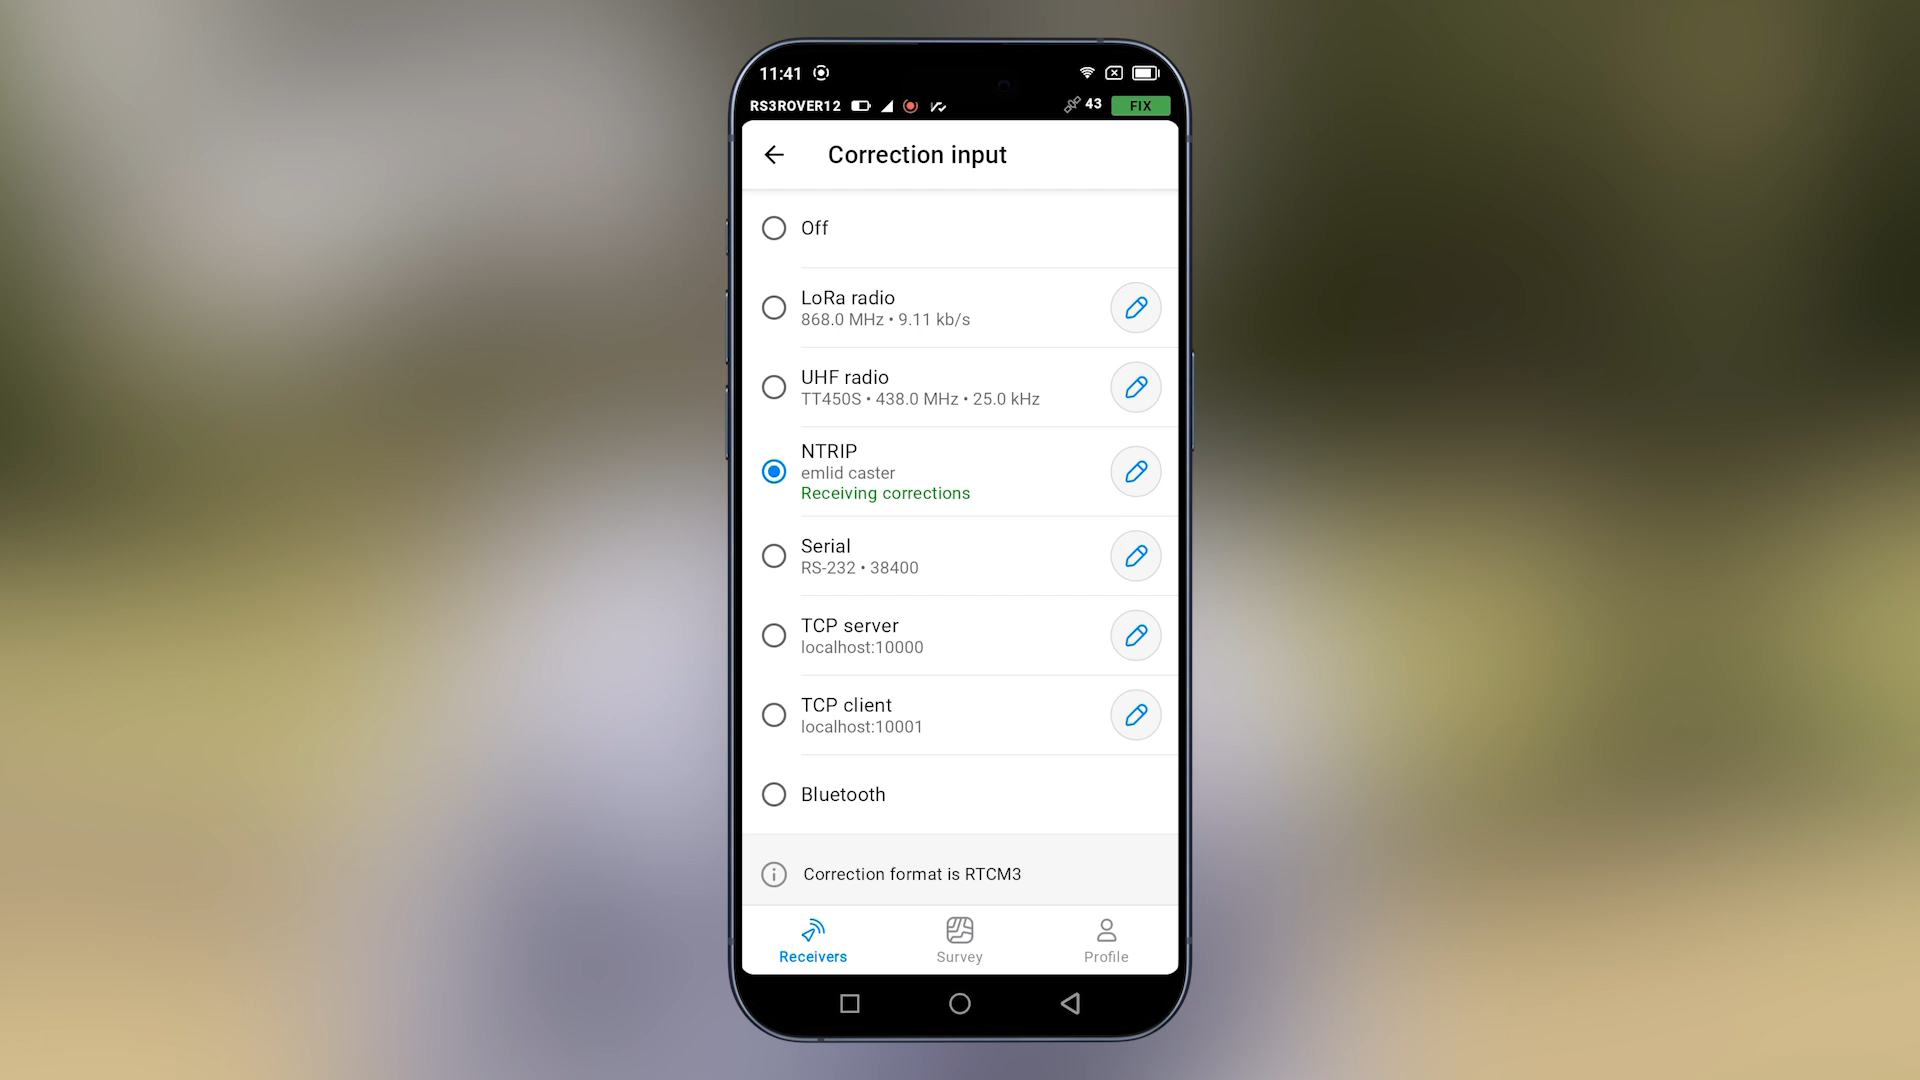 11:41
RS3ROVER12
43
FIX
Correction input
Off
LoRa radio
868.0 MHz • 9.11 kb/s
UHF radio
TT450S • 438.0 MHz • 25.0 kHz
NTRIP
emlid caster
Receiving corrections
Serial
RS-232 • 38400
TCP server
localhost:10000
TCP client
localhost:10001
Bluetooth
Correction format is RTCM3
Receivers
Survey
Profile